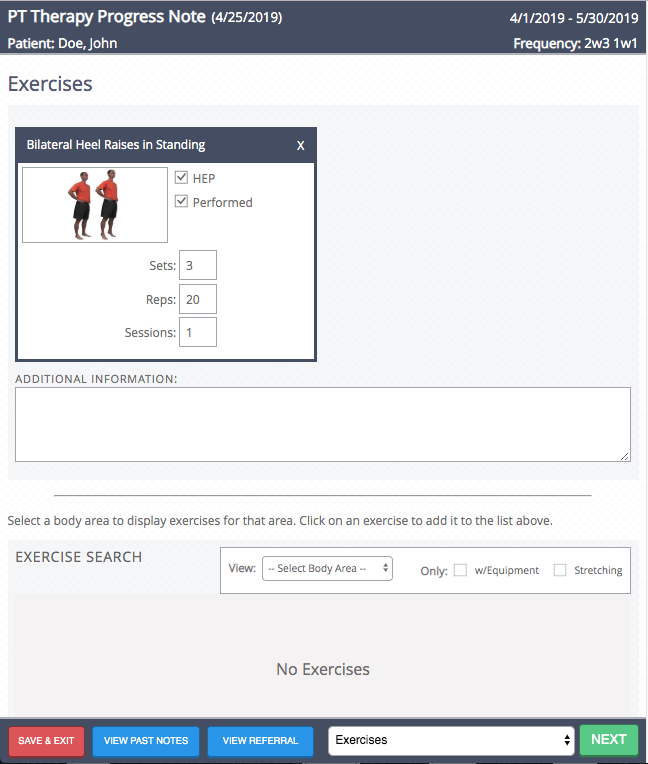 PT Therapy Progress Note (4/25/2019) 4/1/2019 - 5/30/2019
Patient: Doe, John Frequency: 2w3 1w1
Exercises
Bilateral Heel Raises in Standing X
HEP
Performed
Sets: 3
Reps: 20
Sessions: 1
ADDITIONAL INFORMATION:
Select a body area to display exercises for that area. Click on an exercise to add it to the list above.
EXERCISE SEARCH
View: -- Select Body Area -- Only: w/Equipment Stretching
No Exercises
SAVE & EXIT VIEW PAST NOTES VIEW REFERRAL Exercises NEXT